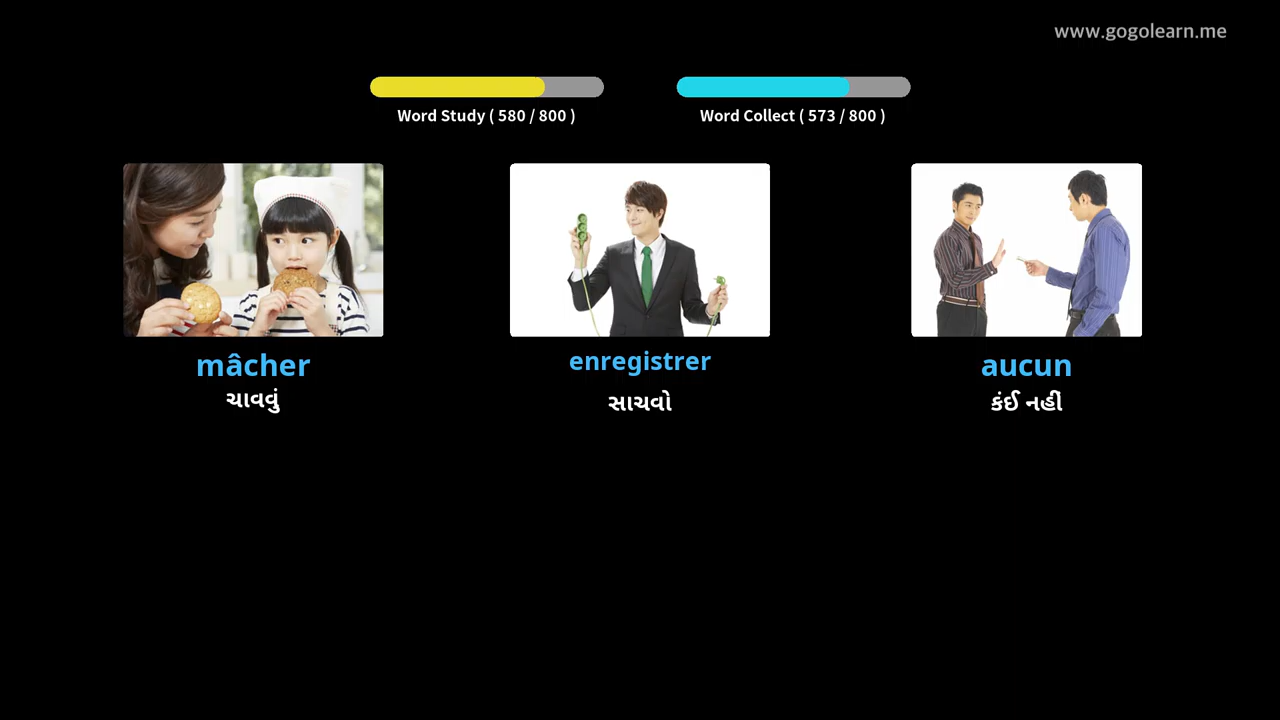 www.gogolearn.me
Word Study ( 580 / 800 )
Word Collect ( 573 / 800 )
mâcher
ચાવવું
enregistrer
સાચવો
aucun
કંઈ નહીં